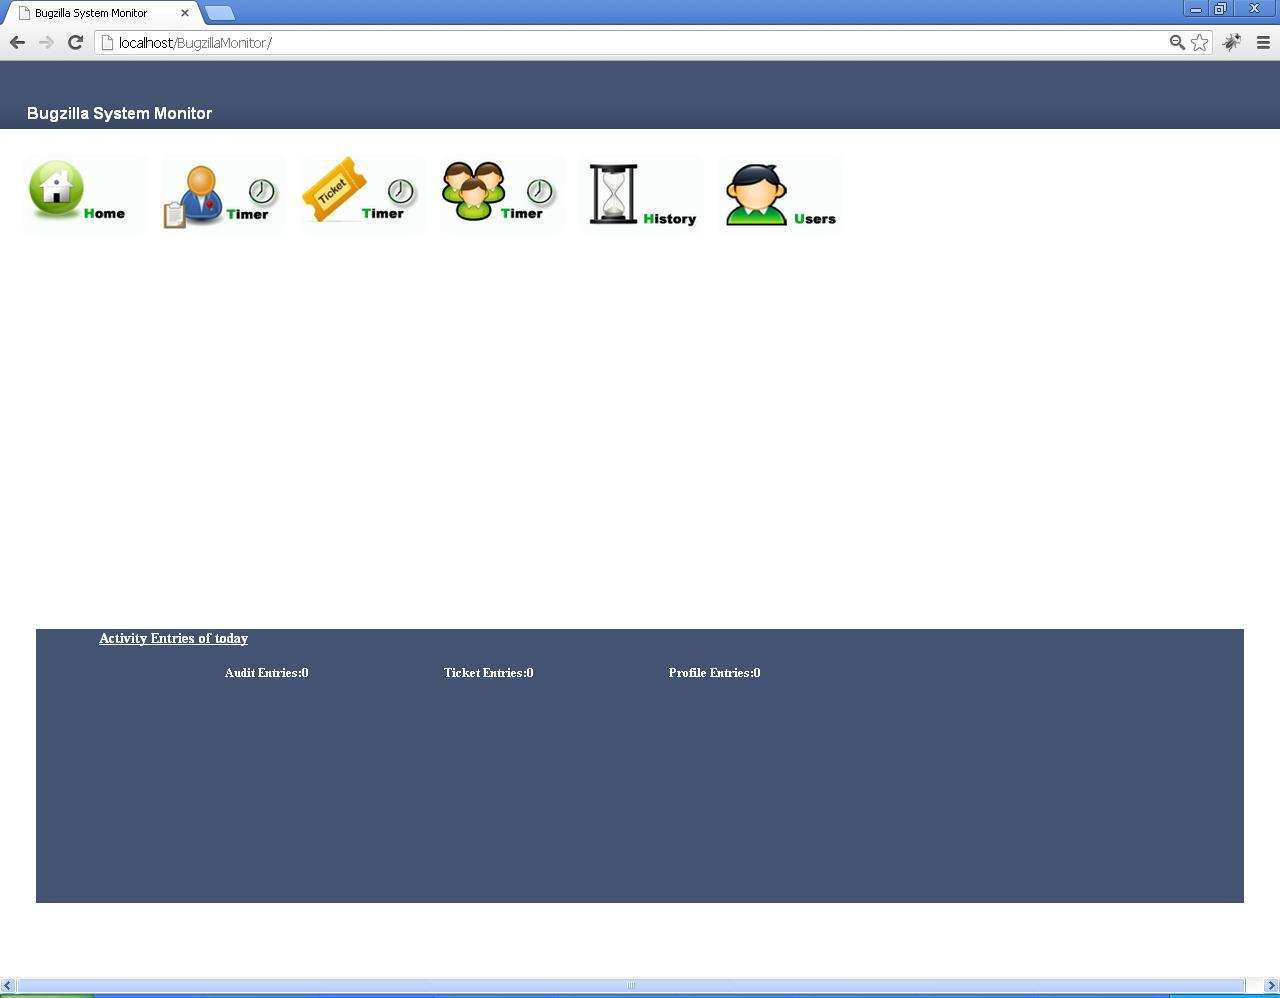 Bugzilla System Monitor
localhost/BugzillaMonitor/
Bugzilla System Monitor
Home
Timer
Ticket
Timer
Timer
History
Users
Activity Entries of today
Audit Entries:0
Ticket Entries:0
Profile Entries:0